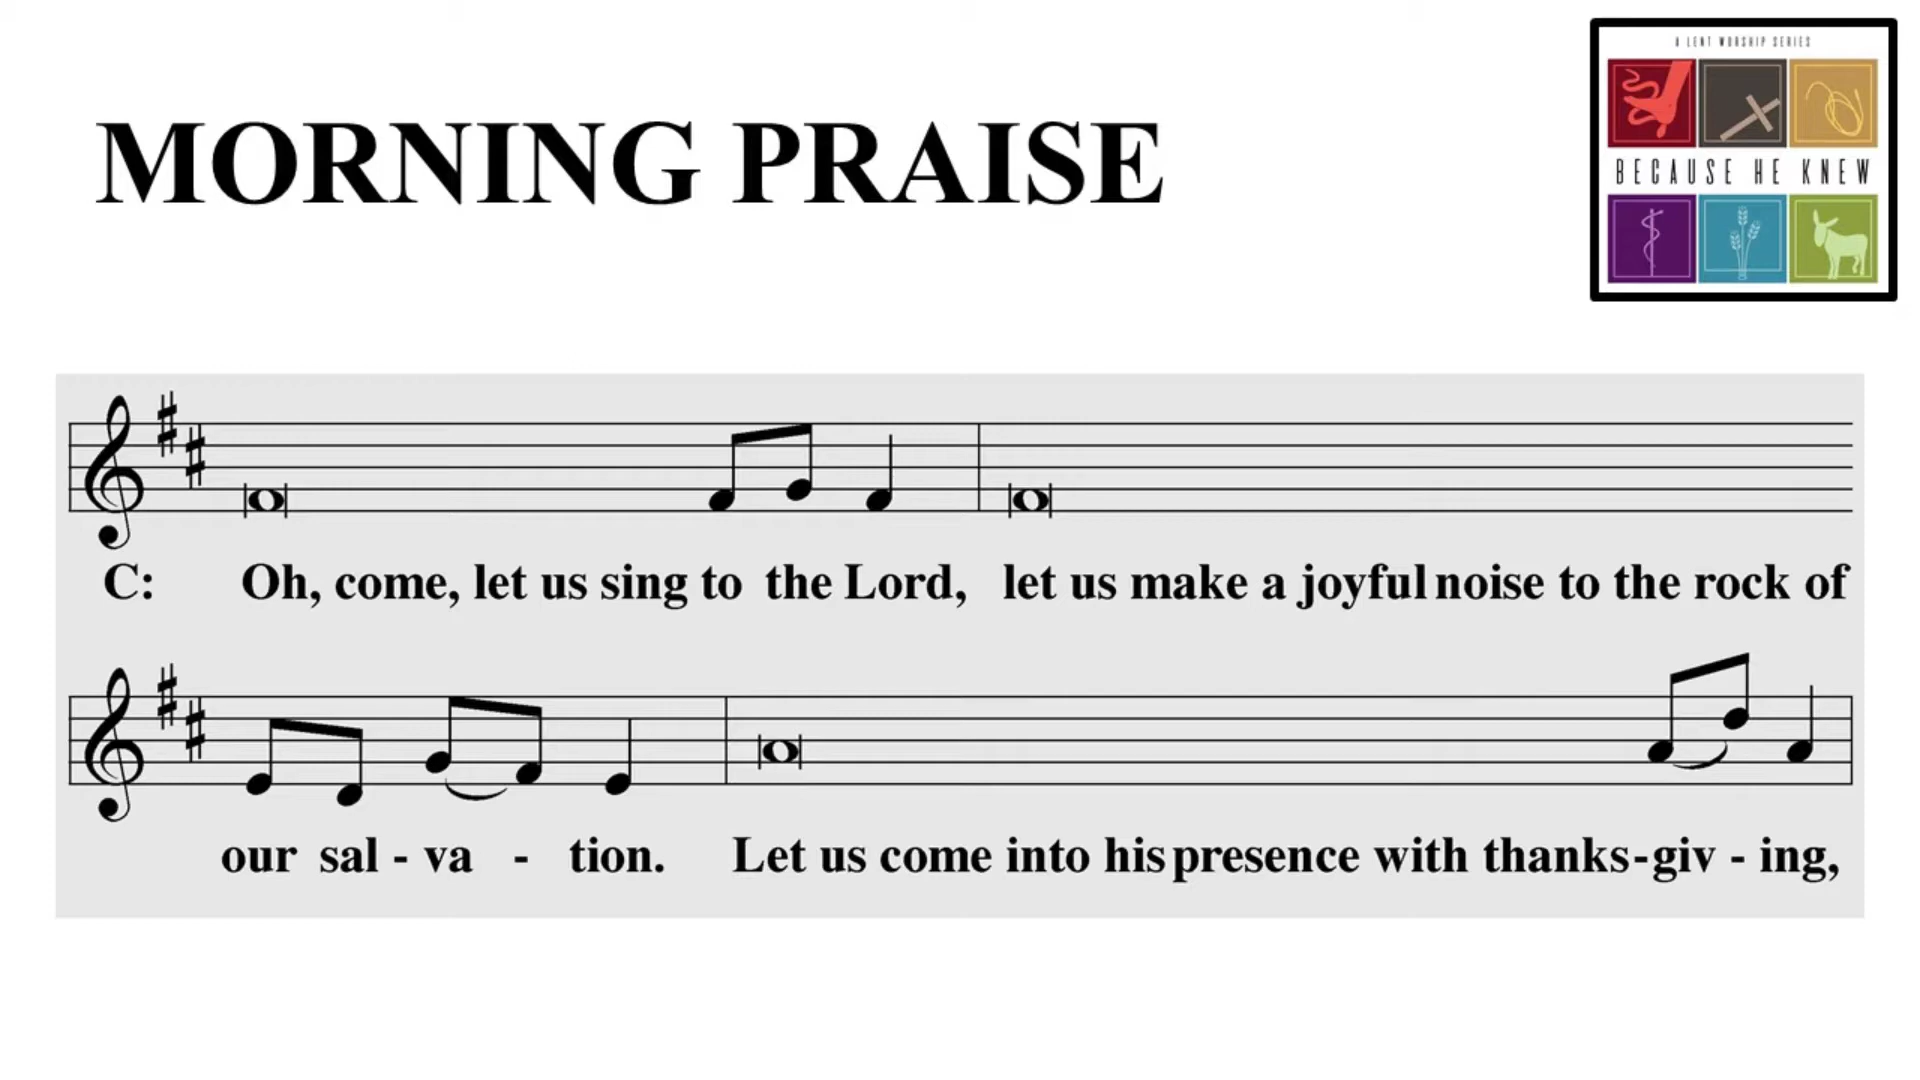 A LENT WORSHIP SERIES
MORNING PRAISE
BECAUSE HE KNEW
C: Oh, come, let us sing to the Lord, let us make a joyful noise to the rock of
our sal - va - tion. Let us come into his presence with thanks-giv - ing,